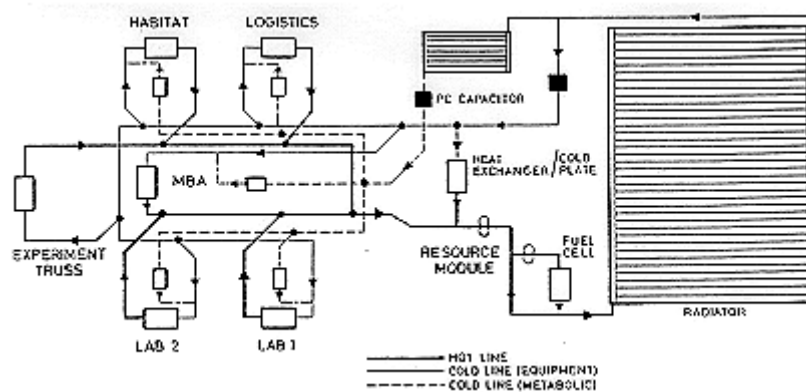 HABITAT
LOGISTICS
PC CAPACITOR
MBA
HEAT
EXCHANGER/COLD
PLATE
EXPERIMENT
TRUSS
RESOURCE
MODULE
FUEL
CELL
RADIATOR
LAB 2
LAB 1
HOT LINE
COLD LINE (EQUIPMENT)
COLD LINE (METABOLIC)